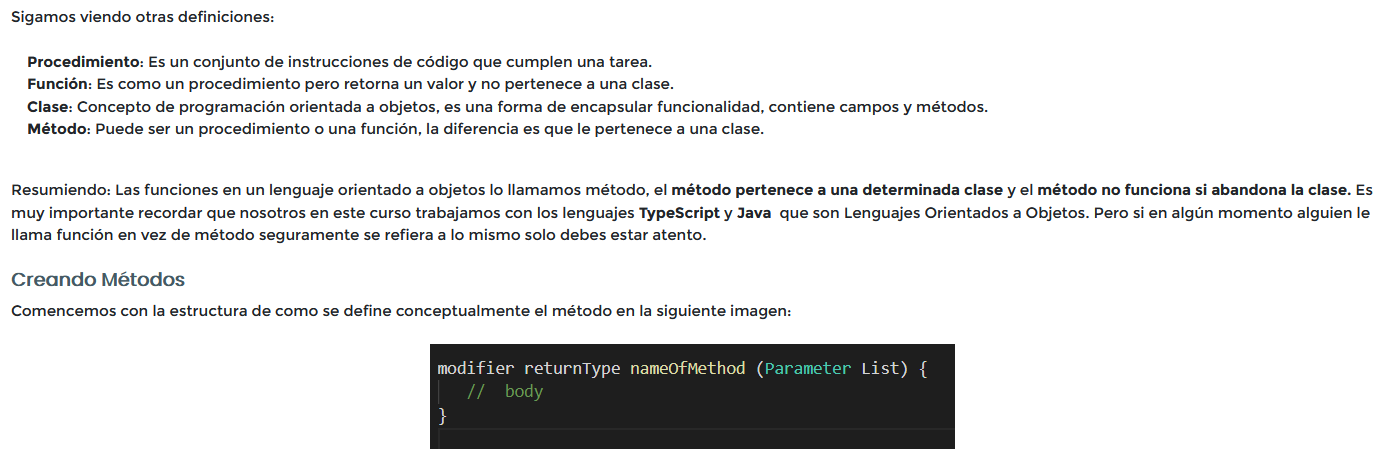 Sigamos viendo otras definiciones:
Procedimiento: Es un conjunto de instrucciones de código que cumplen una tarea.
Función: Es como un procedimiento pero retorna un valor y no pertenece a una clase.
Clase: Concepto de programación orientada a objetos, es una forma de encapsular funcionalidad, contiene campos y métodos.
Método: Puede ser un procedimiento o una función, la diferencia es que le pertenece a una clase.
Resumiendo: Las funciones en un lenguaje orientado a objetos lo llamamos método, el método pertenece a una determinada clase y el método no funciona si abandona la clase. Es
muy importante recordar que nosotros en este curso trabajamos con los lenguajes TypeScript y Java que son Lenguajes Orientados a Objetos. Pero si en algún momento alguien le
llama función en vez de método seguramente se refiera a lo mismo solo debes estar atento.
Creando Métodos
Comencemos con la estructura de como se define conceptualmente el método en la siguiente imagen:
modifier returnType nameOfMethod (Parameter List) {
// body
}